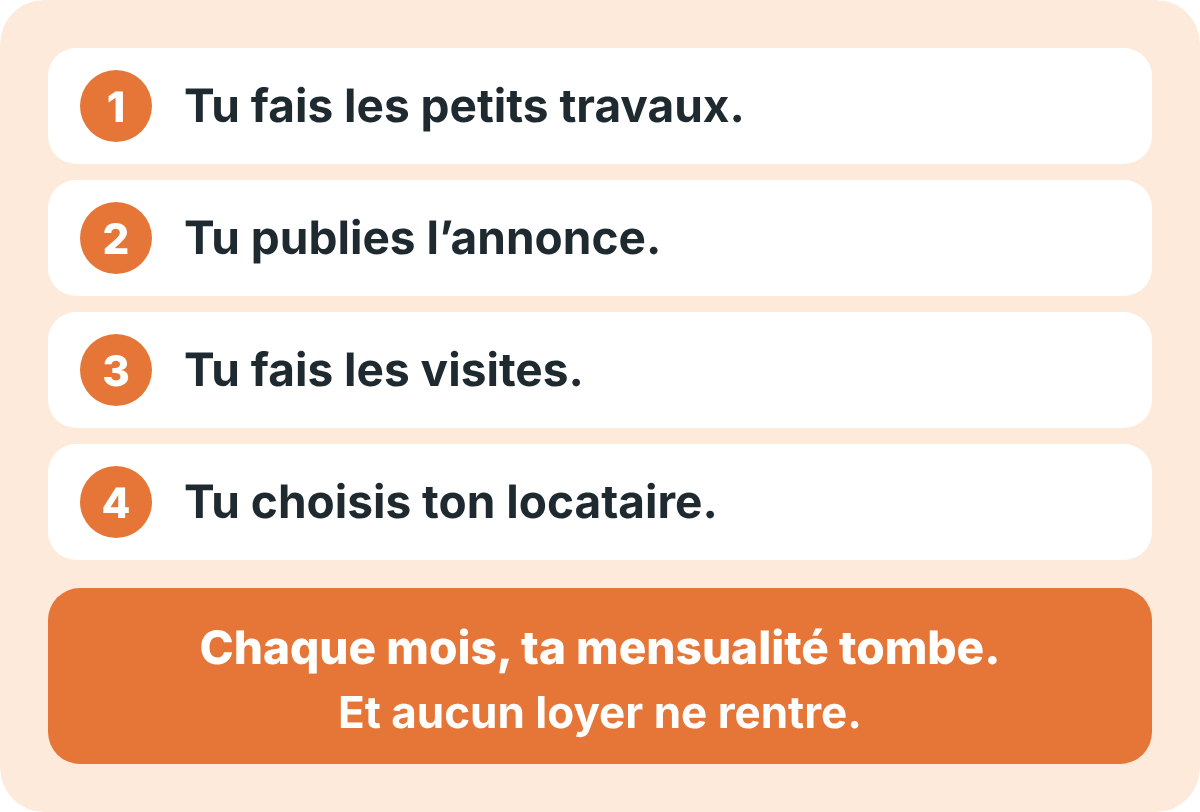 1 Tu fais les petits travaux.
2 Tu publies l’annonce.
3 Tu fais les visites.
4 Tu choisis ton locataire.
Chaque mois, ta mensualité tombe.
Et aucun loyer ne rentre.